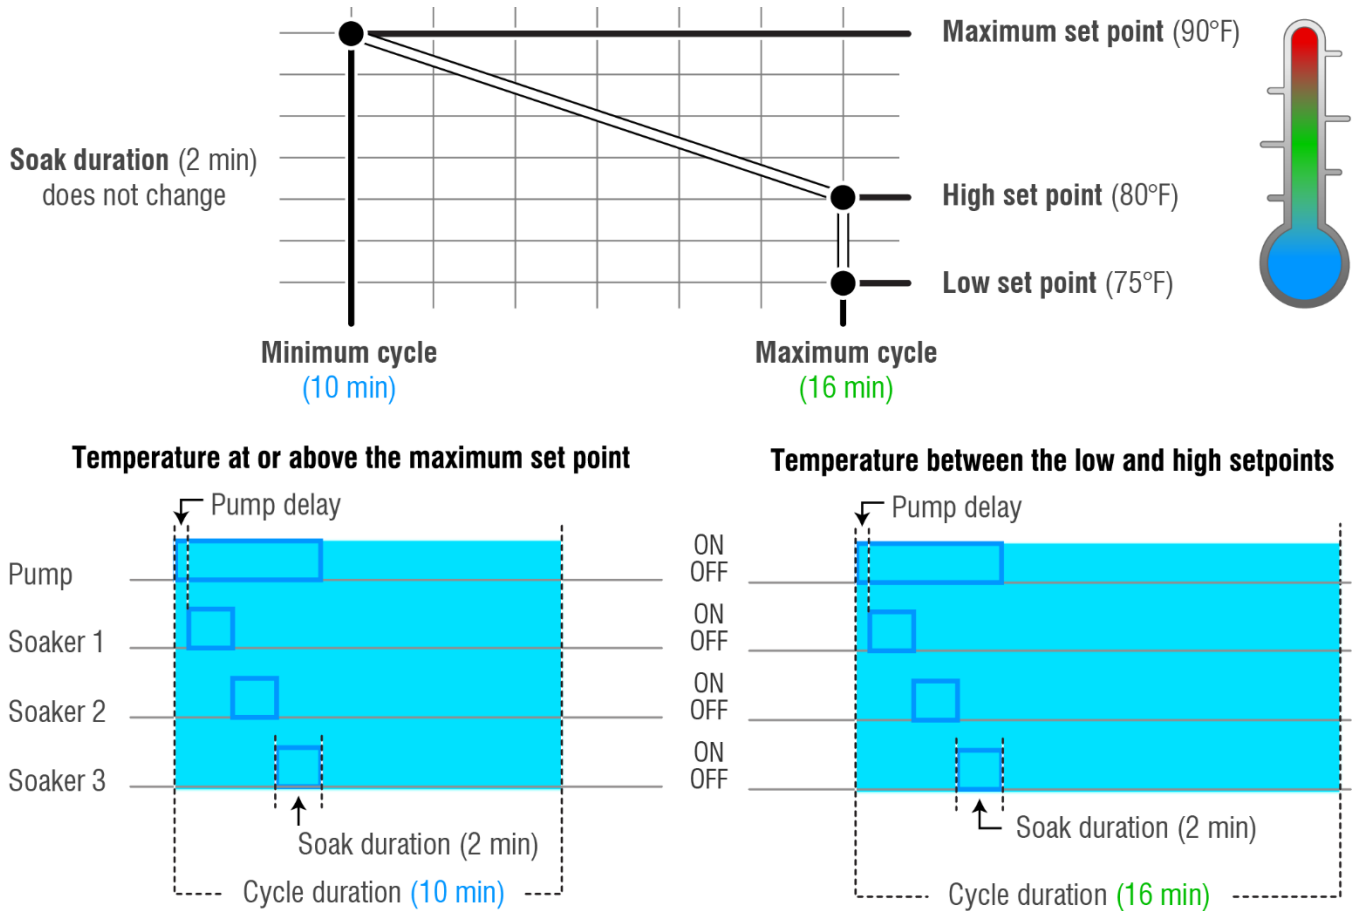 Maximum set point (90°F)
Soak duration (2 min)
does not change
High set point (80°F)
Low set point (75°F)
Minimum cycle
(10 min)
Maximum cycle
(16 min)
Temperature at or above the maximum set point
Pump delay
Pump
Soaker 1
Soaker 2
Soaker 3
Soak duration (2 min)
Cycle duration (10 min)
Temperature between the low and high setpoints
Pump delay
ON
OFF
ON
OFF
ON
OFF
ON
OFF
Soak duration (2 min)
Cycle duration (16 min)